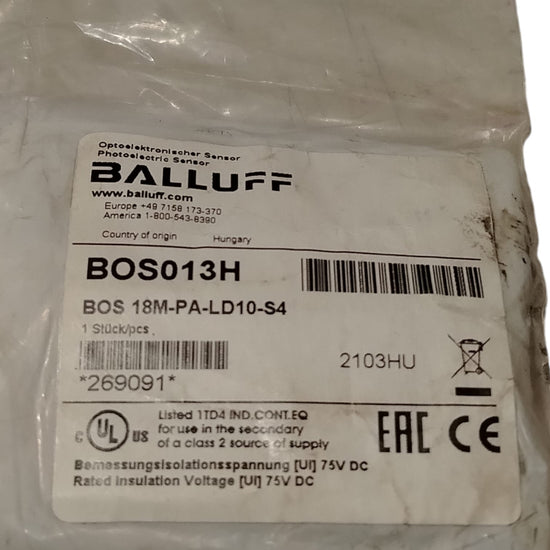 Optoelektronischer Sensor
Photoelectric Sensor
BALLUFF
www.balluff.com
Europe +49 7158 173-370
America 1-800-543-8390
Country of origin Hungary
BOS013H
BOS 18M-PA-LD10-S4
1 Stück/pcs
2103HU
*269091*
c UL US
Listed 1TD4 IND.CONT.EQ
for use in the secondary
of a class 2 source of supply
EAC CE
Bemessungsisolationsspannung [UI] 75V DC
Rated Insulation Voltage [UI] 75V DC